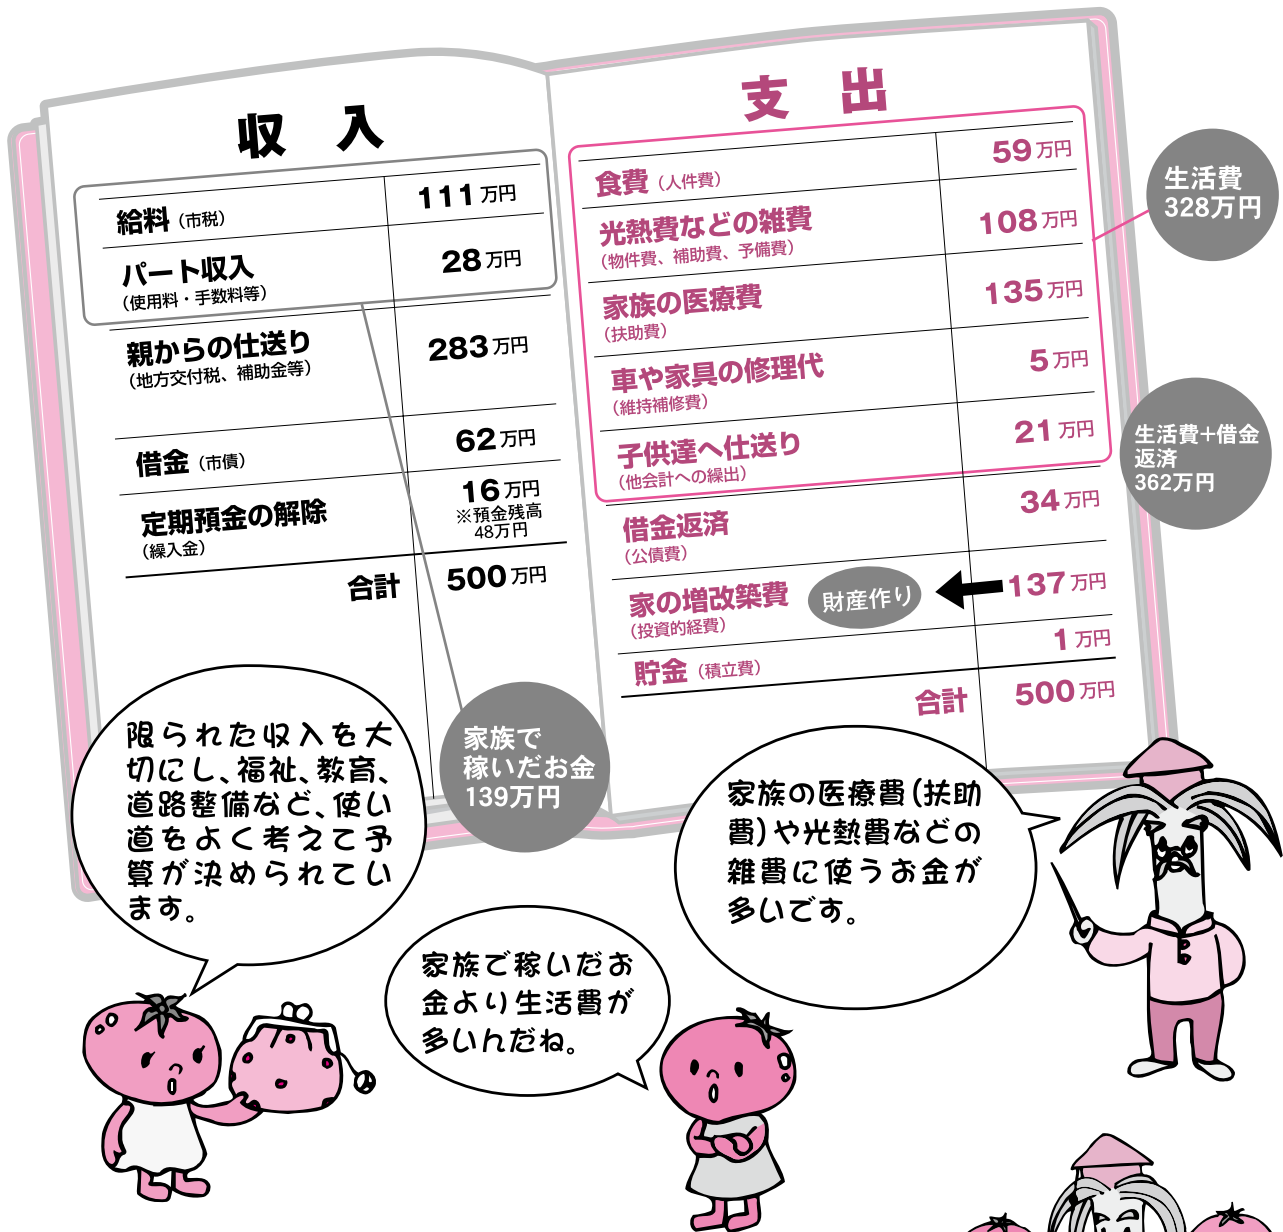 収入
給料（市税）
111万円
パート収入
（使用料・手数料等）
28万円
親からの仕送り
（地方交付税、補助金等）
283万円
借金（市債）
62万円
定期預金の解除
（繰入金）
16万円
※預金残高
48万円
合計
500万円
家族で
稼いだお金
139万円
支出
食費（人件費）
59万円
光熱費などの雑費
（物件費、補助費、予備費）
108万円
家族の医療費
（扶助費）
135万円
車や家具の修理代
（維持補修費）
5万円
子供達へ仕送り
（他会計への繰出）
21万円
借金返済
（公債費）
34万円
家の増改築費
（投資的経費）
財産作り
137万円
貯金（積立費）
1万円
合計
500万円
生活費
328万円
生活費+借金
返済
362万円
限られた収入を大
切にし、福祉、教育、
道路整備など、使い
道をよく考えて予
算が決められてい
ます。
家族で稼いだお
金より生活費が
多いんだね。
家族の医療費（扶助
費）や光熱費などの
雑費に使うお金が
多いです。